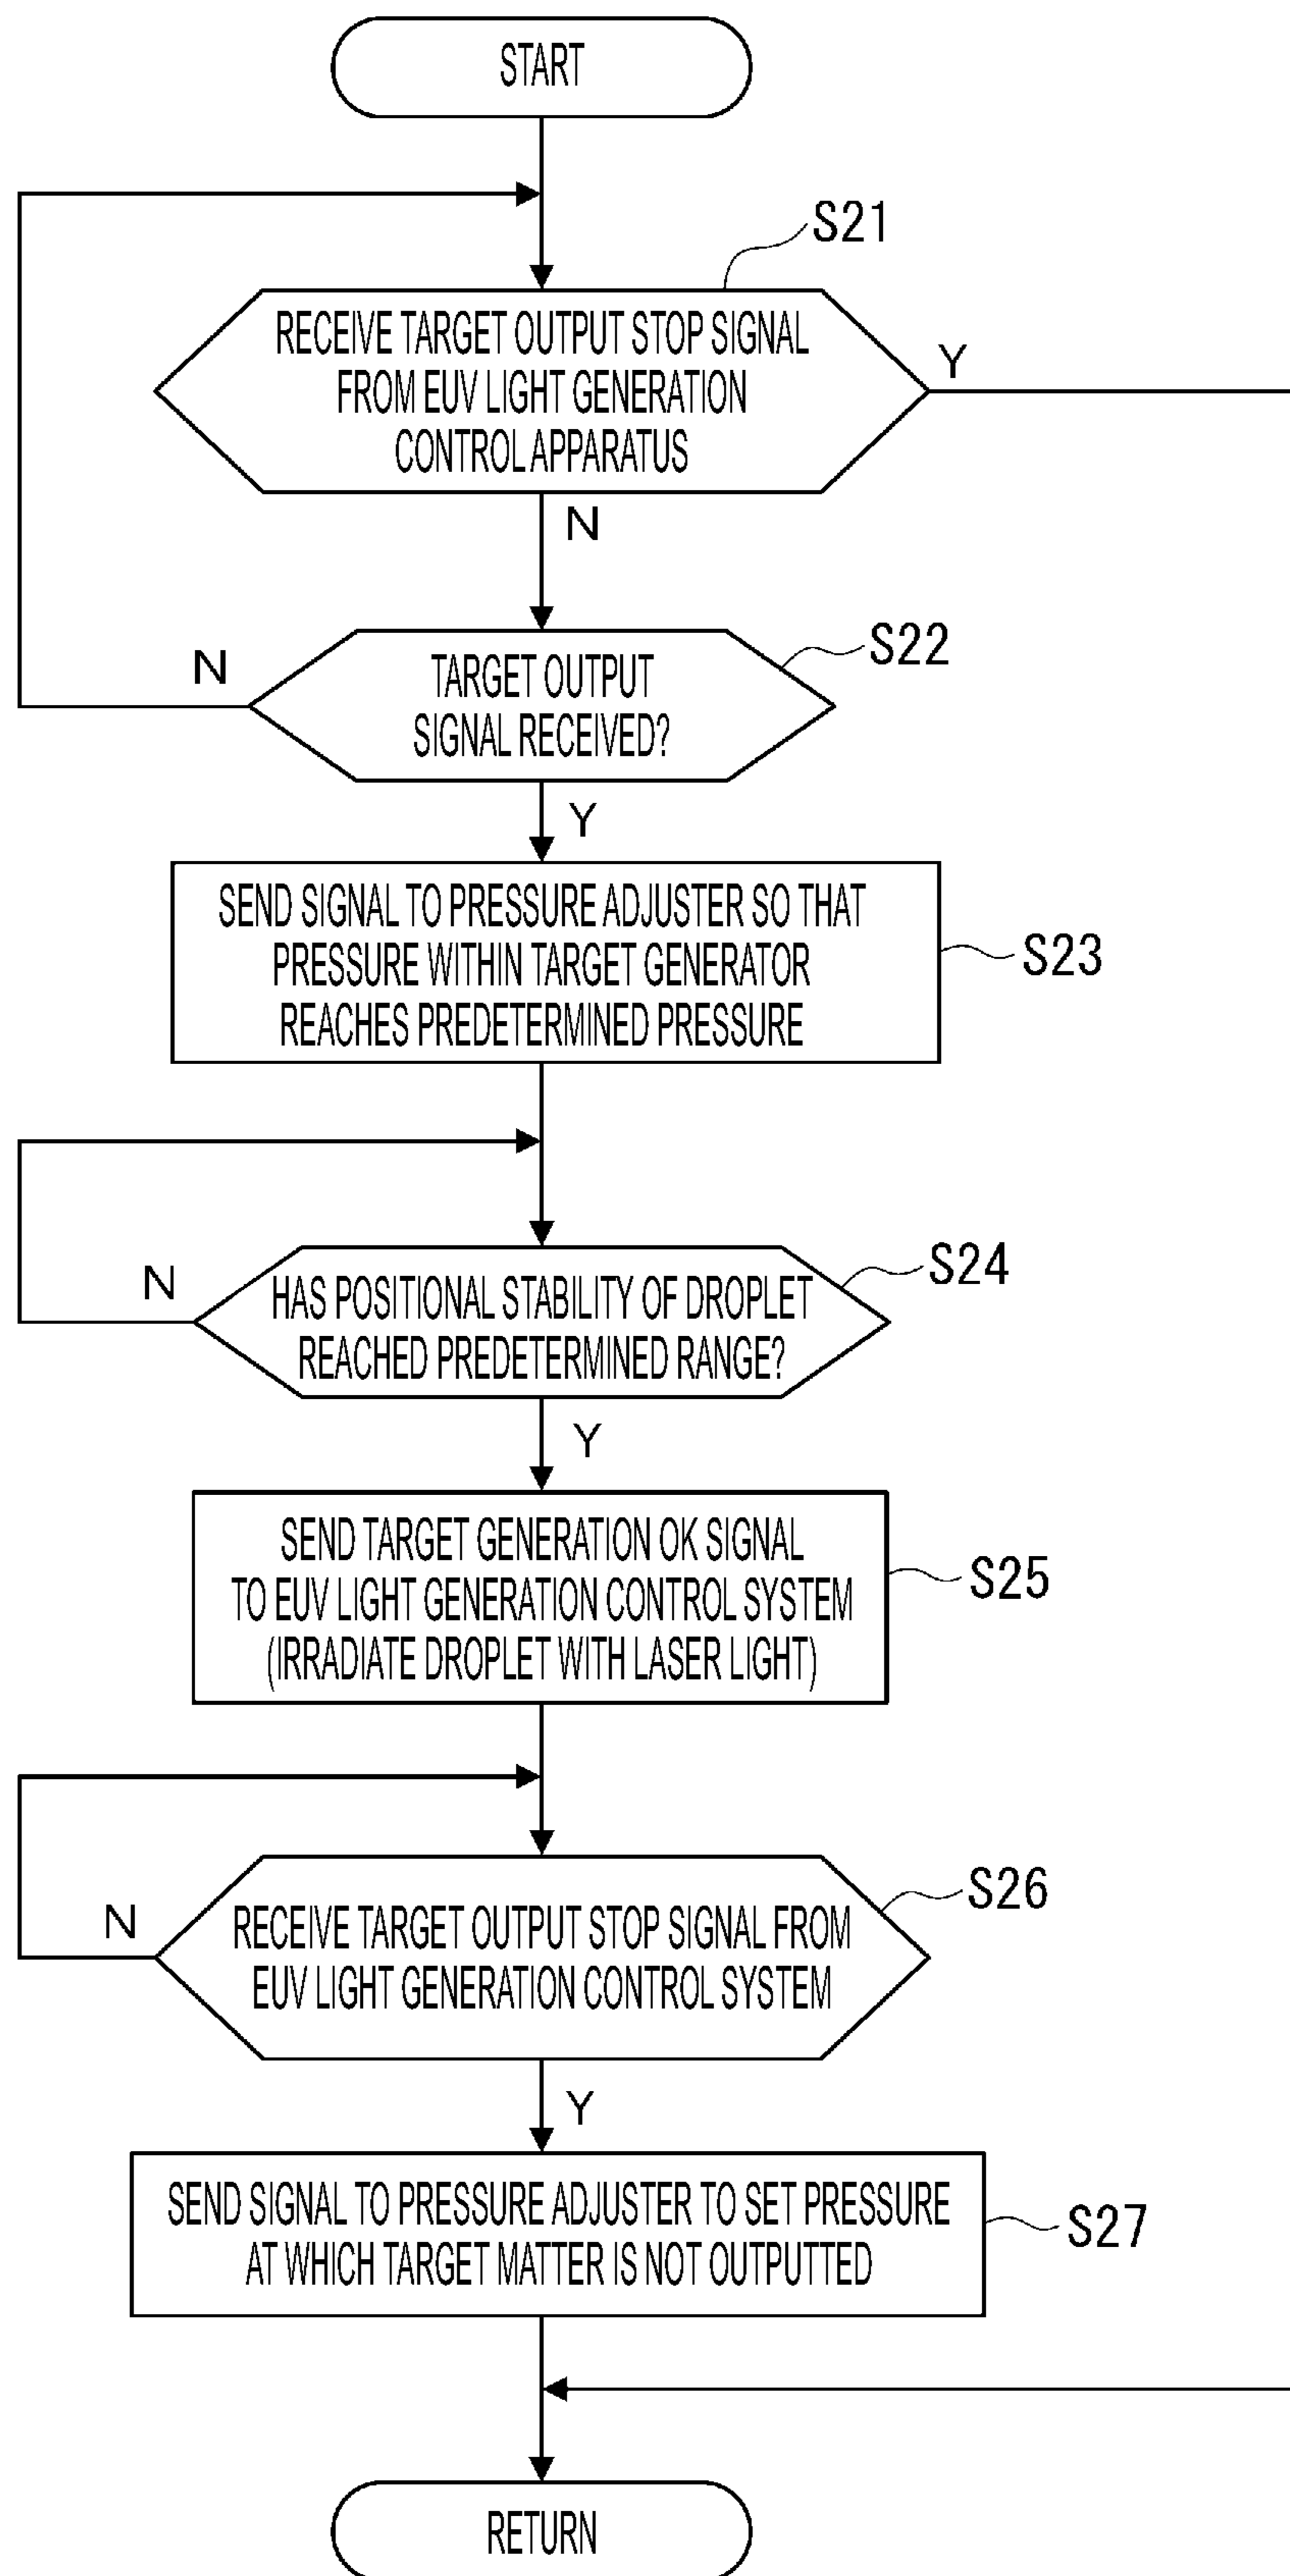 START
S21
RECEIVE TARGET OUTPUT STOP SIGNAL
FROM EUV LIGHT GENERATION
CONTROL APPARATUS
Y
N
S22
TARGET OUTPUT
SIGNAL RECEIVED?
N
Y
SEND SIGNAL TO PRESSURE ADJUSTER SO THAT
PRESSURE WITHIN TARGET GENERATOR
REACHES PREDETERMINED PRESSURE
S23
S24
HAS POSITIONAL STABILITY OF DROPLET
REACHED PREDETERMINED RANGE?
N
Y
SEND TARGET GENERATION OK SIGNAL
TO EUV LIGHT GENERATION CONTROL SYSTEM
(IRRADIATE DROPLET WITH LASER LIGHT)
S25
S26
RECEIVE TARGET OUTPUT STOP SIGNAL FROM
EUV LIGHT GENERATION CONTROL SYSTEM
N
Y
SEND SIGNAL TO PRESSURE ADJUSTER TO SET PRESSURE
AT WHICH TARGET MATTER IS NOT OUTPUTTED
S27
RETURN